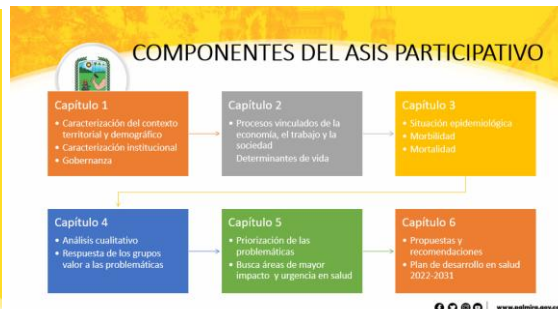 COMPONENTES DEL ASIS PARTICIPATIVO
Capítulo 1
• Caracterización del contexto
territorial y demográfico
• Caracterización institucional
• Gobernanza
Capítulo 2
• Procesos vinculados de la
economía, el trabajo y la
sociedad
Determinantes de vida
Capítulo 3
• Situación epidemiológica
• Morbilidad
• Mortalidad
Capítulo 4
• Análisis cualitativo
• Respuesta de los grupos
valor a las problemáticas
Capítulo 5
• Priorización de las
problemáticas
• Busca áreas de mayor
impacto y urgencia en salud
Capítulo 6
• Propuestas y
recomendaciones
• Plan de desarrollo en salud
2022-2031